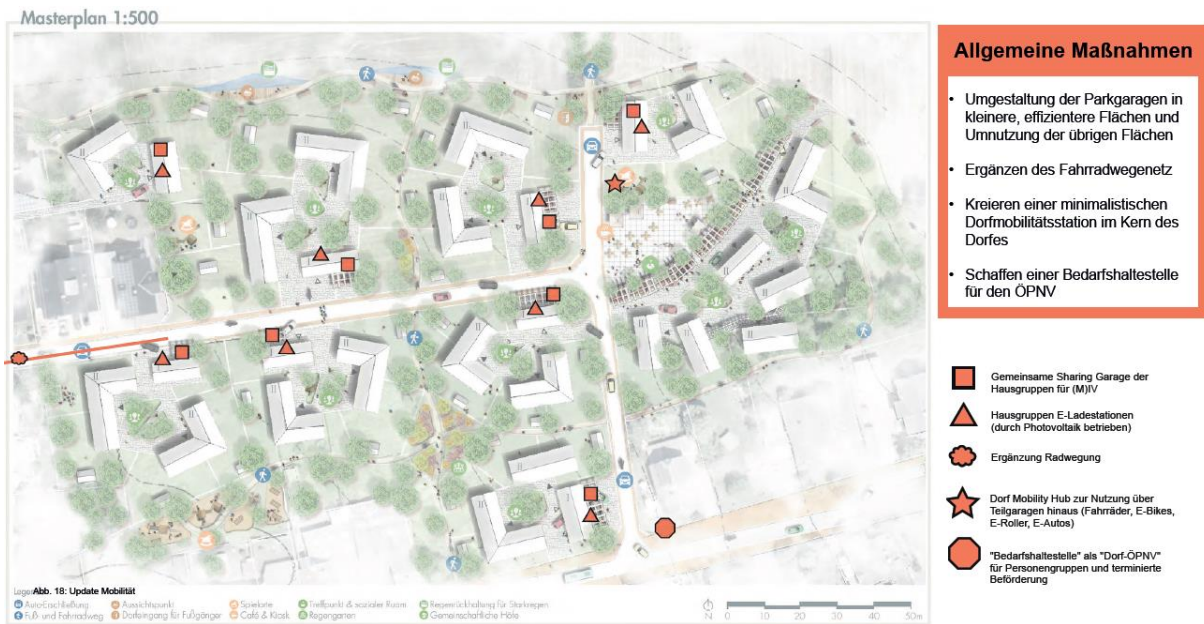 Masterplan 1:500
Allgemeine Maßnahmen
• Umgestaltung der Parkgaragen in
kleinere, effizientere Flächen und
Umnutzung der übrigen Flächen
• Ergänzen des Fahrradwegenetz
• Kreieren einer minimalistischen
Dorfmobilitätsstation im Kern des
Dorfes
• Schaffen einer Bedarfshaltestelle
für den ÖPNV
Gemeinsame Sharing Garage der
Hausgruppen für (M)IV
Hausgruppen E-Ladestationen
(durch Photovoltaik betrieben)
Ergänzung Radwegung
Dorf Mobility Hub zur Nutzung über
Teilgaragen hinaus (Fahrräder, E-Bikes,
E-Roller, E-Autos)
"Bedarfshaltestelle" als "Dorf-ÖPNV"
für Personengruppen und terminierte
Beförderung
Abb. 18: Update Mobilität
Auto-Erschließung Aussichtspunkt Spielorte Treffpunkt & sozialer Raum Regenrückhaltung für Starkregen
Fuß- und Fahrradweg Dorfeingang für Fußgänger Café & Kiosk Regengarten Gemeinschaftliche Höfe
N 0 10 20 30 40 50m